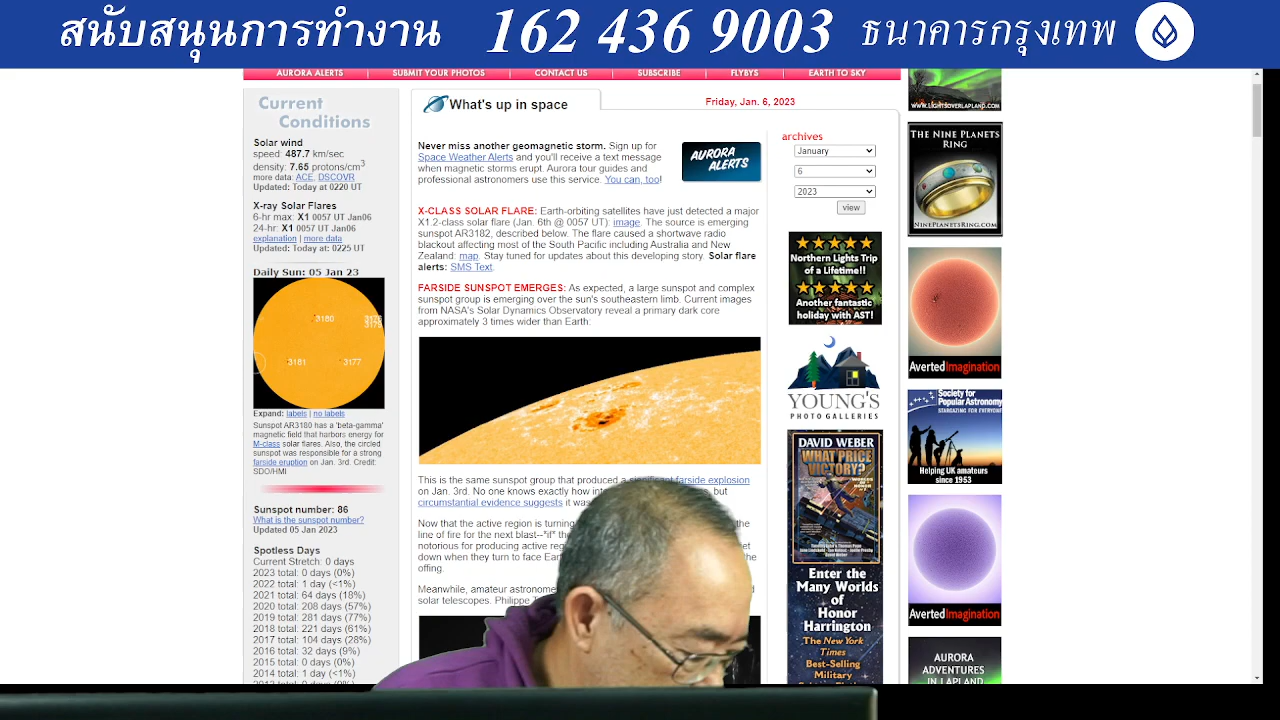 สนับสนุนการทำงาน 162 436 9003 ธนาคารกรุงเทพ
AURORA ALERTS
SUBMIT YOUR PHOTOS
CONTACT US
SUBSCRIBE
FLYBYS
EARTH TO SKY
Current
Conditions
Solar wind
speed: 487.7 km/sec
density: 7.65 protons/cm3
more data: ACE, DSCOVR
Updated: Today at 0220 UT
X-ray Solar Flares
6-hr max: X1 0057 UT Jan06
24-hr: X1 0057 UT Jan06
explanation | more data
Updated: Today at: 0225 UT
Daily Sun: 05 Jan 23
3180
3181
3177
Expand: labels | no labels
Sunspot AR3180 has a 'beta-gamma'
magnetic field that harbors energy for
M-class solar flares. Also, the circled
sunspot was responsible for a strong
farside eruption on Jan. 3rd. Credit:
SDO/HMI
Sunspot number: 86
What is the sunspot number?
Updated 05 Jan 2023
Spotless Days
Current Stretch: 0 days
2023 total: 0 days (0%)
2022 total: 1 day (<1%)
2021 total: 64 days (18%)
2020 total: 208 days (57%)
2019 total: 281 days (77%)
2018 total: 221 days (61%)
2017 total: 104 days (28%)
2016 total: 32 days (9%)
2015 total: 0 days (0%)
2014 total: 1 day (<1%)
What's up in space
Friday, Jan. 6, 2023
Never miss another geomagnetic storm. Sign up for
Space Weather Alerts and you'll receive a text message
when magnetic storms erupt. Aurora tour guides and
professional astronomers use this service. You can, too!
AURORA
ALERTS
X-CLASS SOLAR FLARE: Earth-orbiting satellites have just detected a major
X1.2-class solar flare (Jan. 6th @ 0057 UT): image. The source is emerging
sunspot AR3182, described below. The flare caused a shortwave radio
blackout affecting most of the South Pacific including Australia and New
Zealand: map. Stay tuned for updates about this developing story. Solar flare
alerts: SMS Text.
FARSIDE SUNSPOT EMERGES: As expected, a large sunspot and complex
sunspot group is emerging over the sun's southeastern limb. Current images
from NASA's Solar Dynamics Observatory reveal a primary dark core
approximately 3 times wider than Earth:
This is the same sunspot group that produced a significant farside explosion
on Jan. 3rd. No one knows exactly how but
circumstantial evidence suggests it
Now that the active region is turning the
line of fire for the next blast--*if* the
notorious for producing active
down when they turn to face
offing.
Meanwhile, amateur
solar telescopes. Philippe
archives
January
6
2023
view
Northern Lights Trip
of a Lifetime!!
Another fantastic
holiday with AST!
YOUNG'S
PHOTO GALLERIES
DAVID WEBER
WHAT PRICE
VICTORY?
Enter the
Many Worlds
of
Honor
Harrington
The New York
Times
Best-Selling
Military
WWW.LIGHTSOVERLAPLAND.COM
THE NINE PLANETS
RING
NINEPLANETSRING.COM
AvertedImagination
Society for
Popular Astronomy
STARGAZING FOR EVERYONE
Helping UK amateurs
since 1953
AvertedImagination
AURORA
ADVENTURES
IN LAPLAND